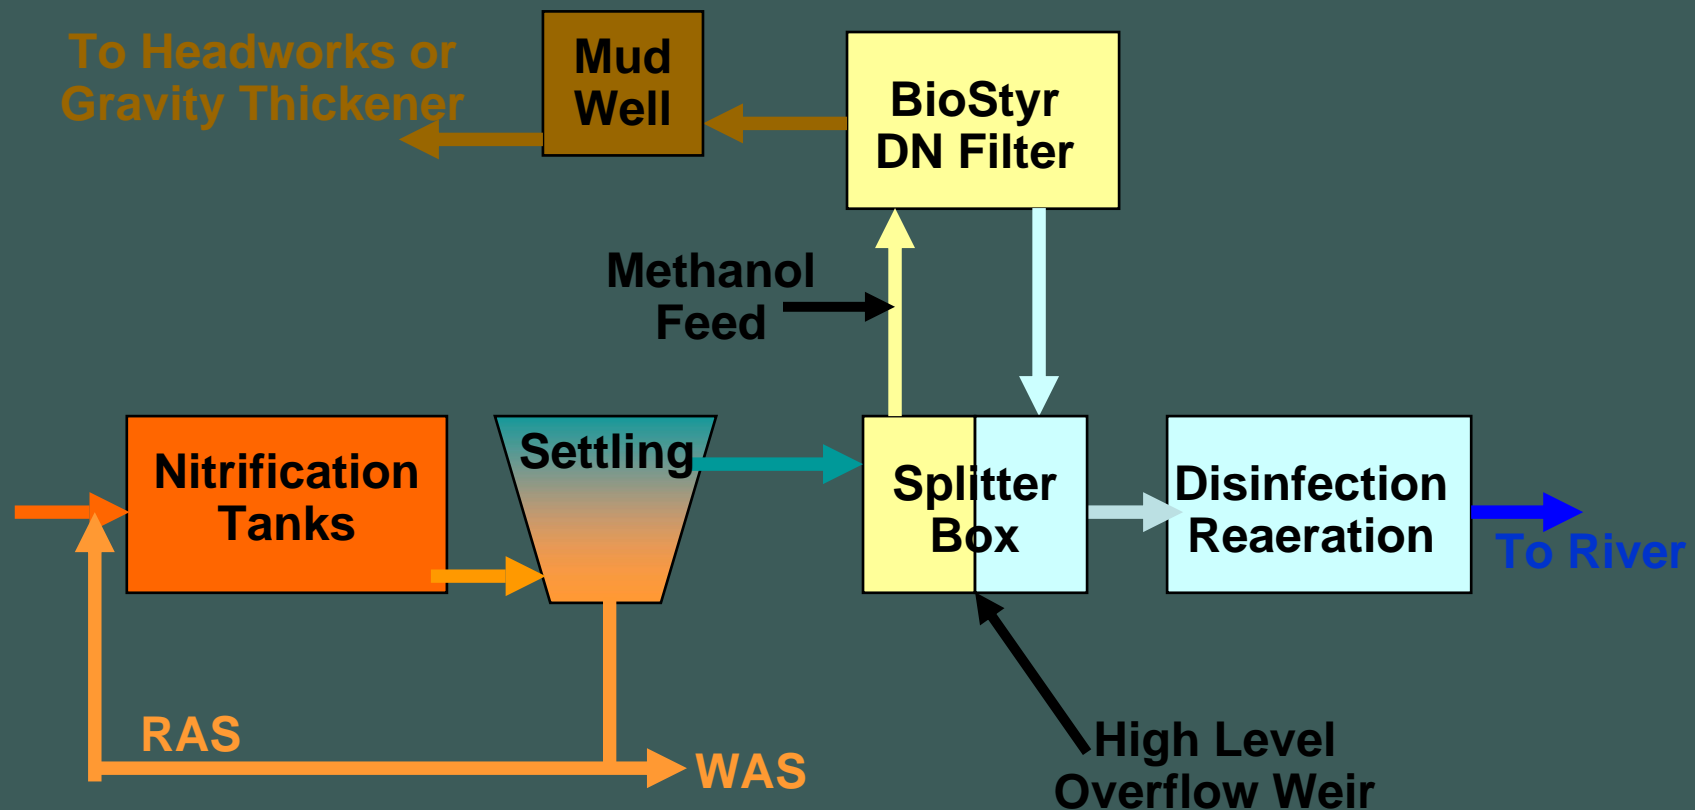 To Headworks or
Gravity Thickener
Mud
Well
BioStyr
DN Filter
Methanol
Feed
Nitrification
Tanks
Settling
Splitter
Box
Disinfection
Reaeration
To River
RAS
WAS
High Level
Overflow Weir